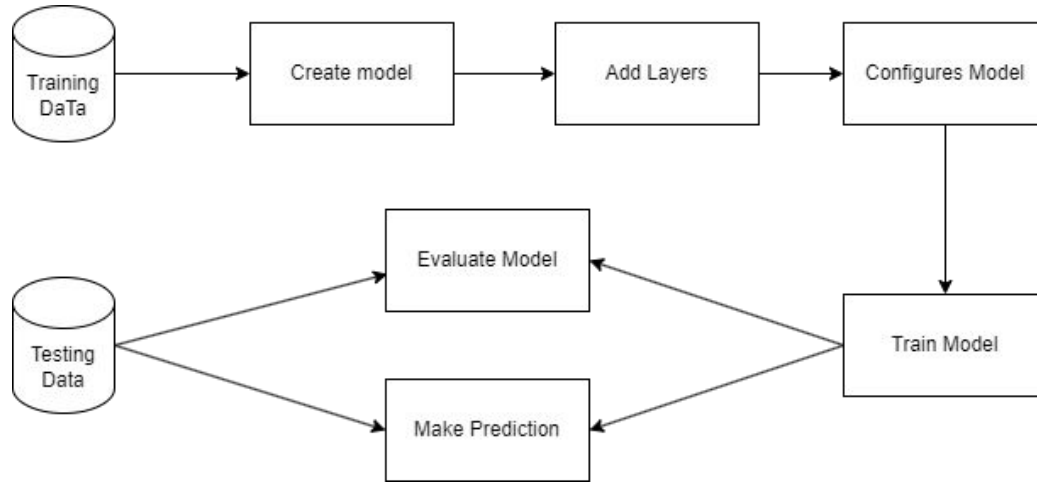 Training
DaTa
Create model
Add Layers
Configures Model
Evaluate Model
Testing
Data
Train Model
Make Prediction